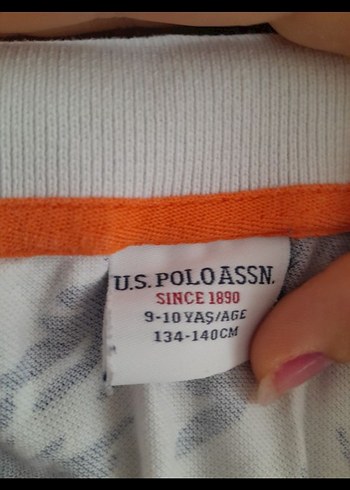 U.S. POLO ASSN.
SINCE 1890
9-10 YAŞ/AGE
134-140CM